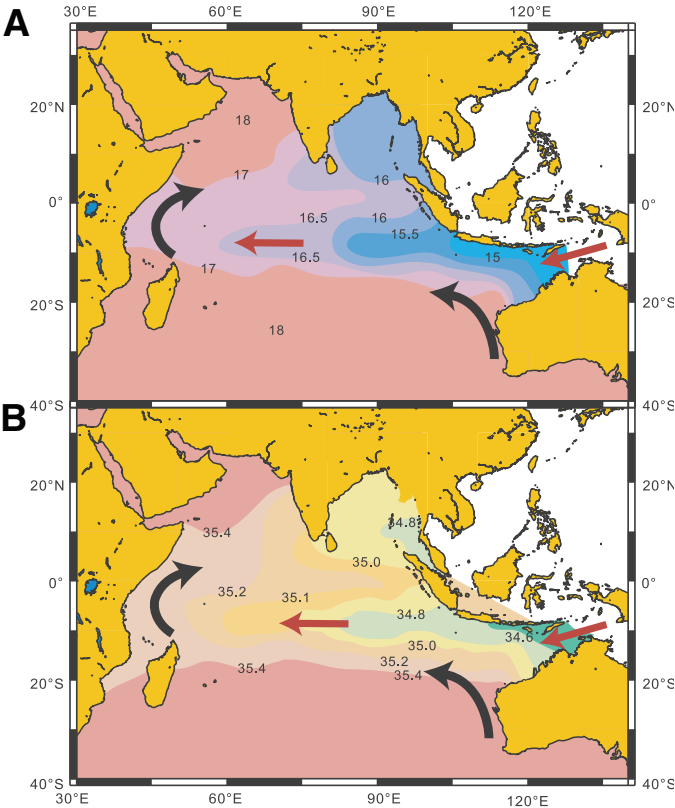 30°E 60°E 90°E 120°E
A
20°N 18 20°N
17 16
0° 16.5 16 0°
15.5
16.5 15
17
20°S 20°S
18
40°S 40°S
B
20°N 20°N
34.8
35.4
35.0
0° 35.2 35.1 0°
34.8
34.6
35.0
35.2
35.4 35.4
20°S 20°S
40°S 40°S
30°E 60°E 90°E 120°E